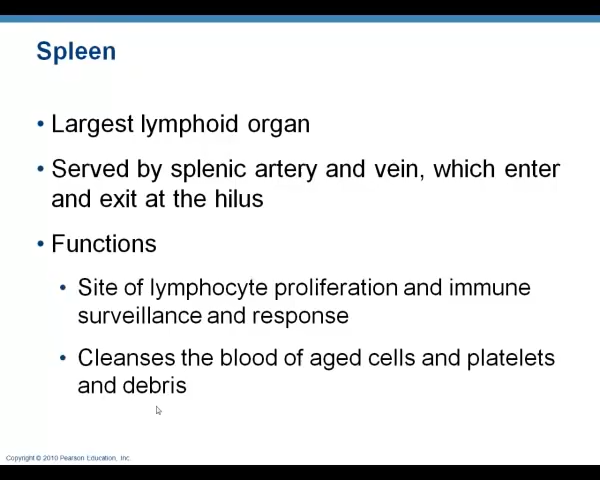 Spleen
• Largest lymphoid organ
• Served by splenic artery and vein, which enter
and exit at the hilus
• Functions
• Site of lymphocyte proliferation and immune
surveillance and response
• Cleanses the blood of aged cells and platelets
and debris
Copyright © 2010 Pearson Education, Inc.